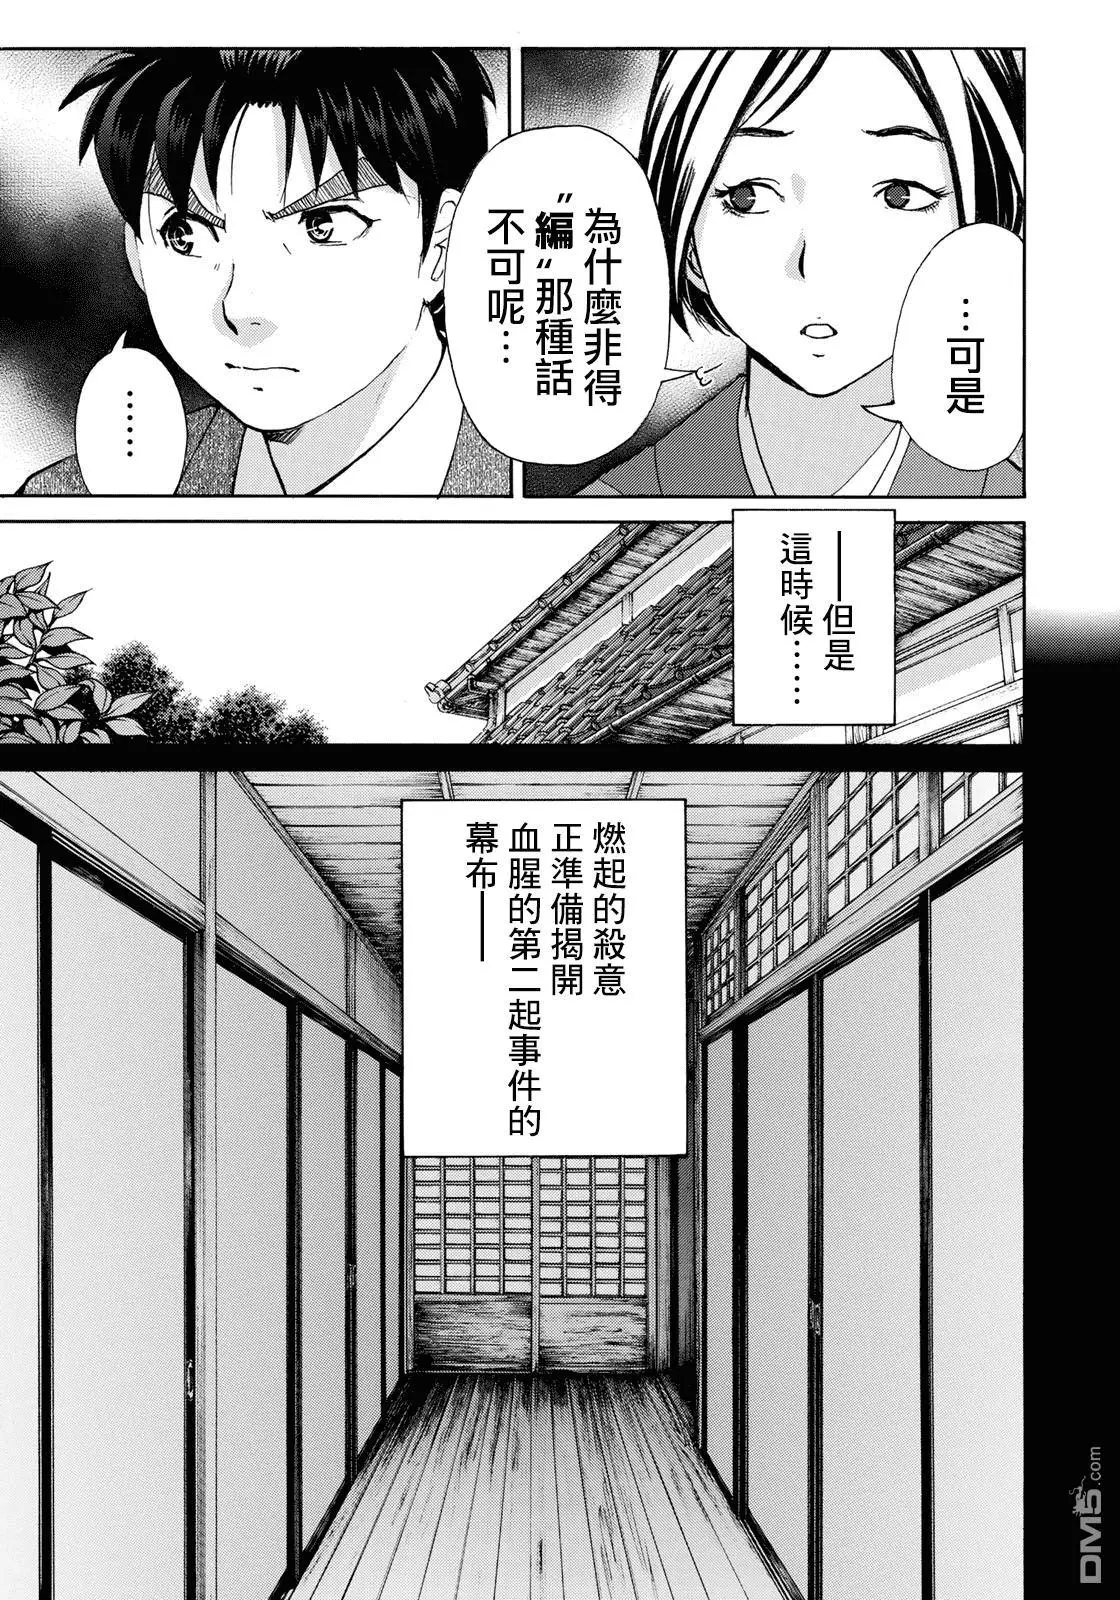 …可是
為什麼非得
”編“那種話
不可呢…
……
——但是
這時候……
燃起的殺意
正準備揭開
血腥的第二起事件的
幕布——
DM5.com